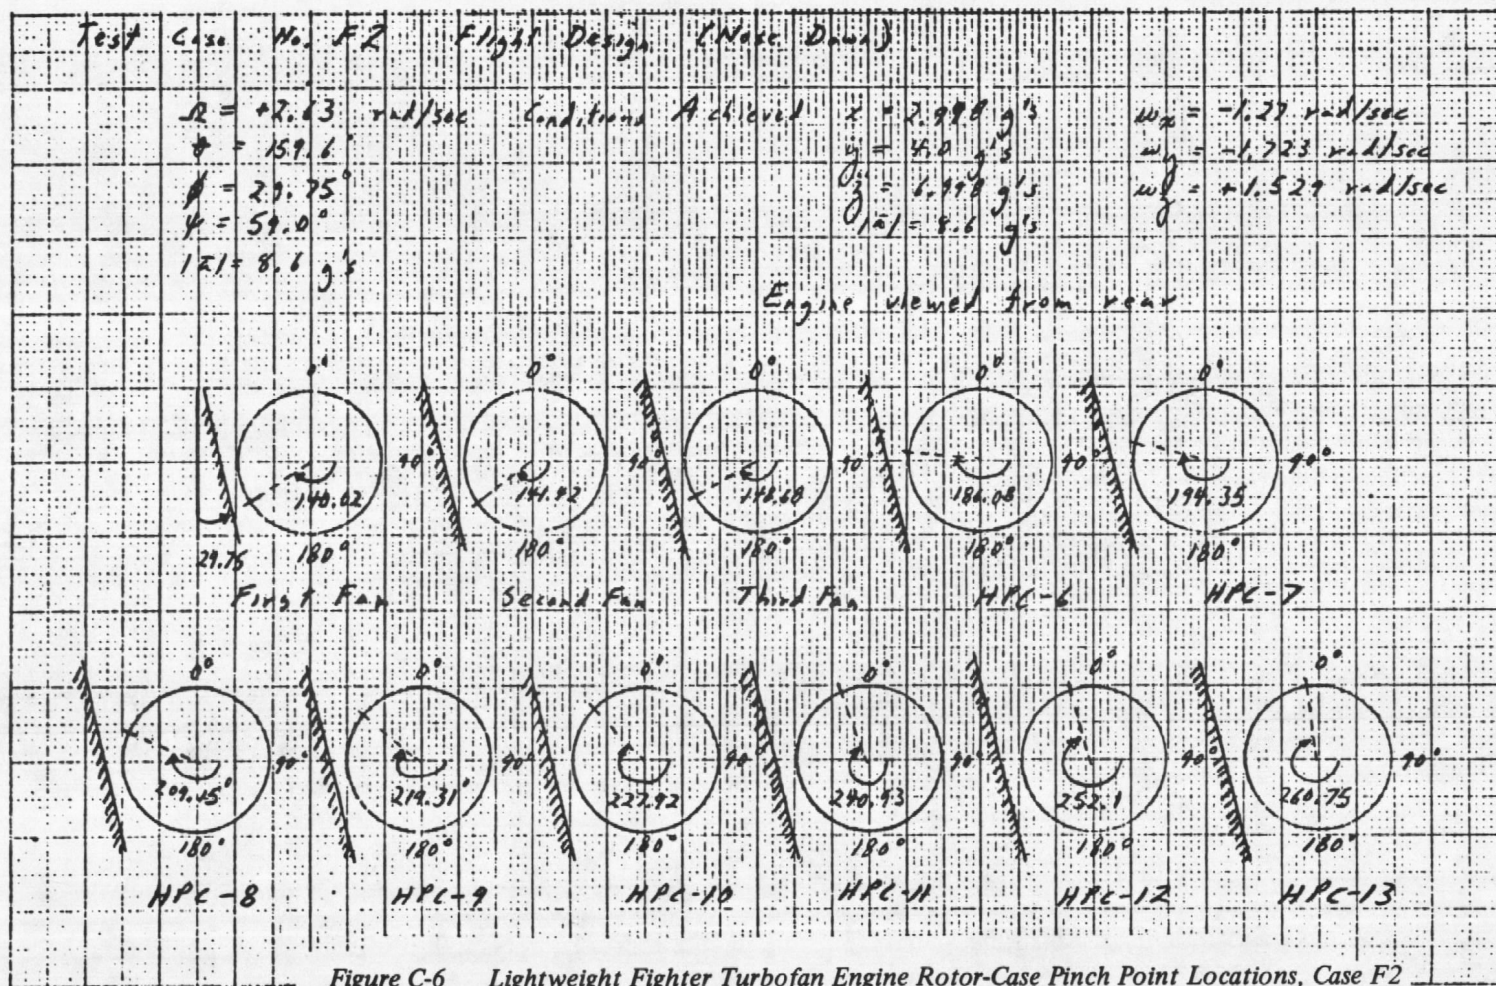 Test Case No. F2 Flight Design (Nose Down)
Ω = +2.63 rad/sec Conditions Achieved ẍ = 2.998 g's ωx = -1.27 rad/sec
θ = 159.6° ÿ = 4.0 g's ωy = -1.723 rad/sec
ϕ = 29.75° z̈ = 6.998 g's ωz = +1.529 rad/sec
ψ = 59.0° |ā| = 8.6 g's
|ā| = 8.6 g's
Engine viewed from rear
0° 0° 0° 0° 0°
90° 90° 90° 90° 90°
140.02 141.42 148.68 186.08 194.35
29.75 180° 180° 180° 180° 180°
First Fan Second Fan Third Fan HPC-6 HPC-7
0° 0° 0° 0° 0° 0°
90° 90° 90° 90° 90° 90°
209.45° 219.31° 227.92 240.93 252.1 260.75
180° 180° 180° 180° 180° 180°
HPC-8 HPC-9 HPC-10 HPC-11 HPC-12 HPC-13
Figure C-6 Lightweight Fighter Turbofan Engine Rotor-Case Pinch Point Locations, Case F2